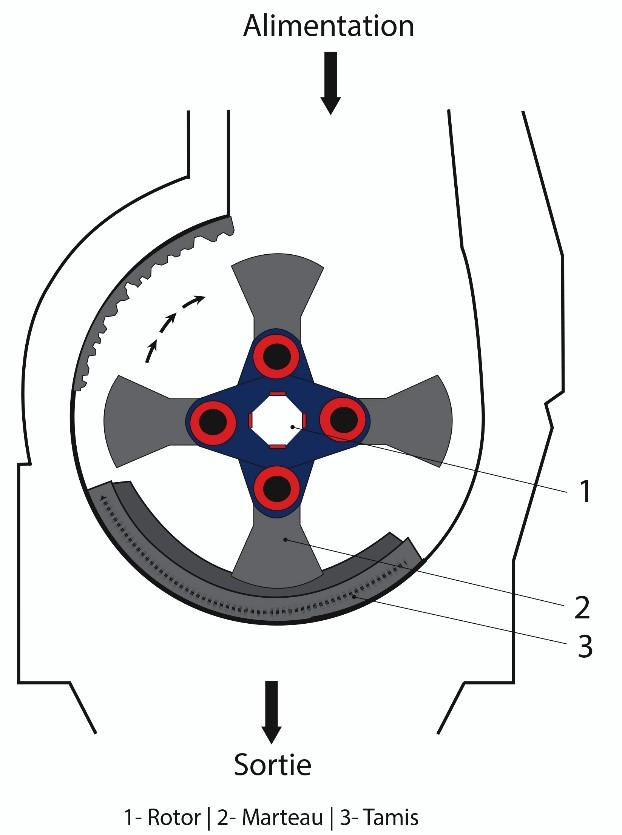 Alimentation
1
2
3
Sortie
1- Rotor | 2- Marteau | 3- Tamis